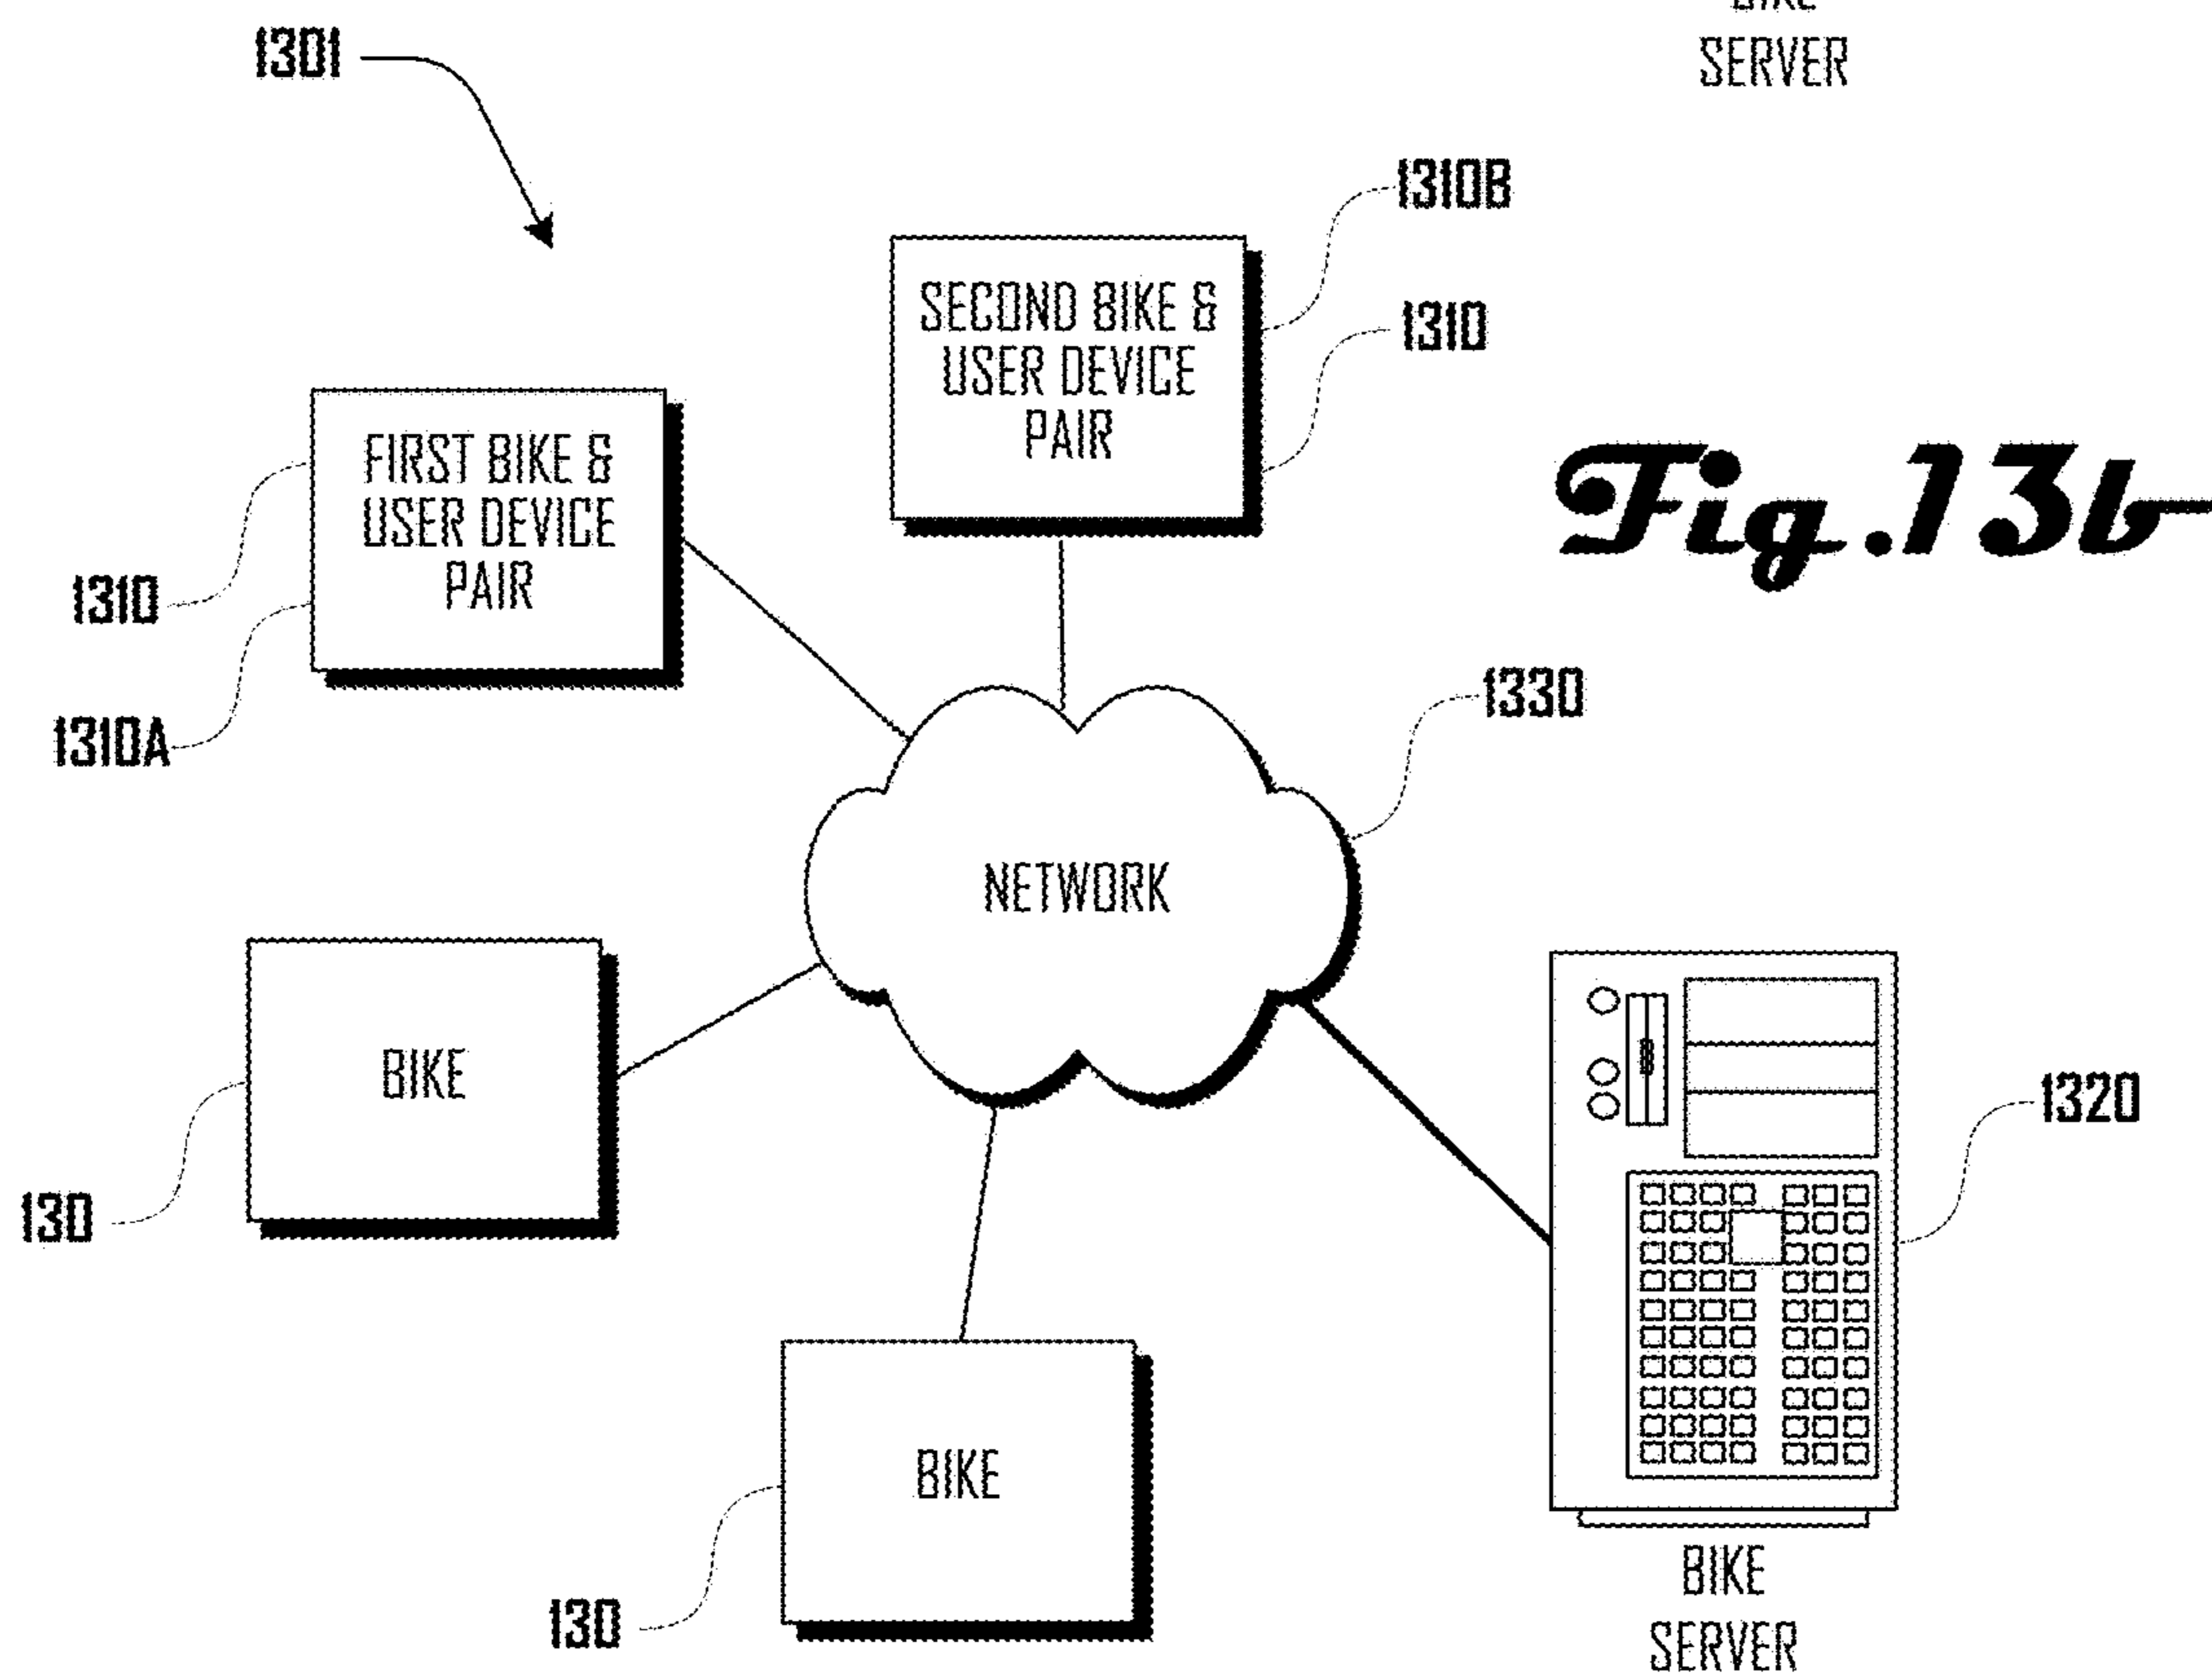 BIKE
SERVER
1301
1310B
SECOND BIKE &
USER DEVICE
PAIR
1310
FIRST BIKE &
USER DEVICE
PAIR
Fig.13b
1310
1310A
1330
NETWORK
BIKE
1320
130
BIKE
130
BIKE
SERVER